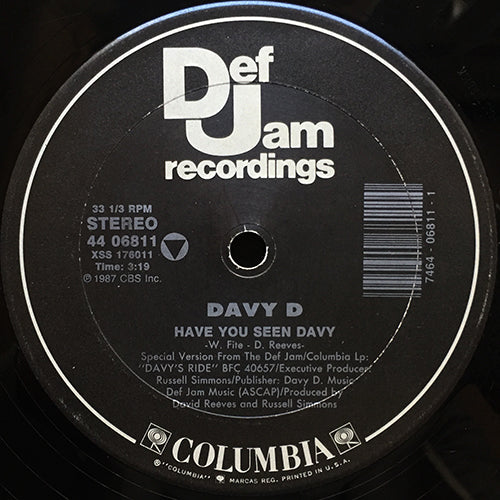 Def
Jam
recordings
33 1/3 RPM
STEREO
44 06811
XSS 176011
Time: 3:19
℗ 1987 CBS Inc.
7464 - 06811 - 1
DAVY D
HAVE YOU SEEN DAVY
-W. Fite - D. Reeves-
Special Version From The Def Jam/Columbia Lp:
"DAVY'S RIDE" BFC 40657/Executive Producer:
Russell Simmons/Publisher: Davy D. Music
Def Jam Music (ASCAP)/Produced by
David Reeves and Russell Simmons
COLUMBIA
® "COLUMBIA" MARCAS REG. PRINTED IN U.S.A.